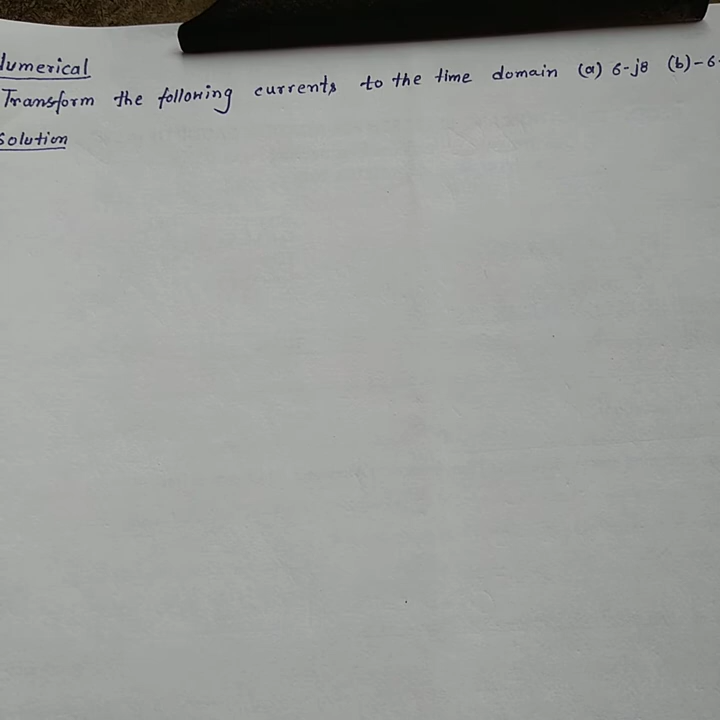 Numerical
Transform the following currents to the time domain (a) 6-j8 (b) -6
Solution